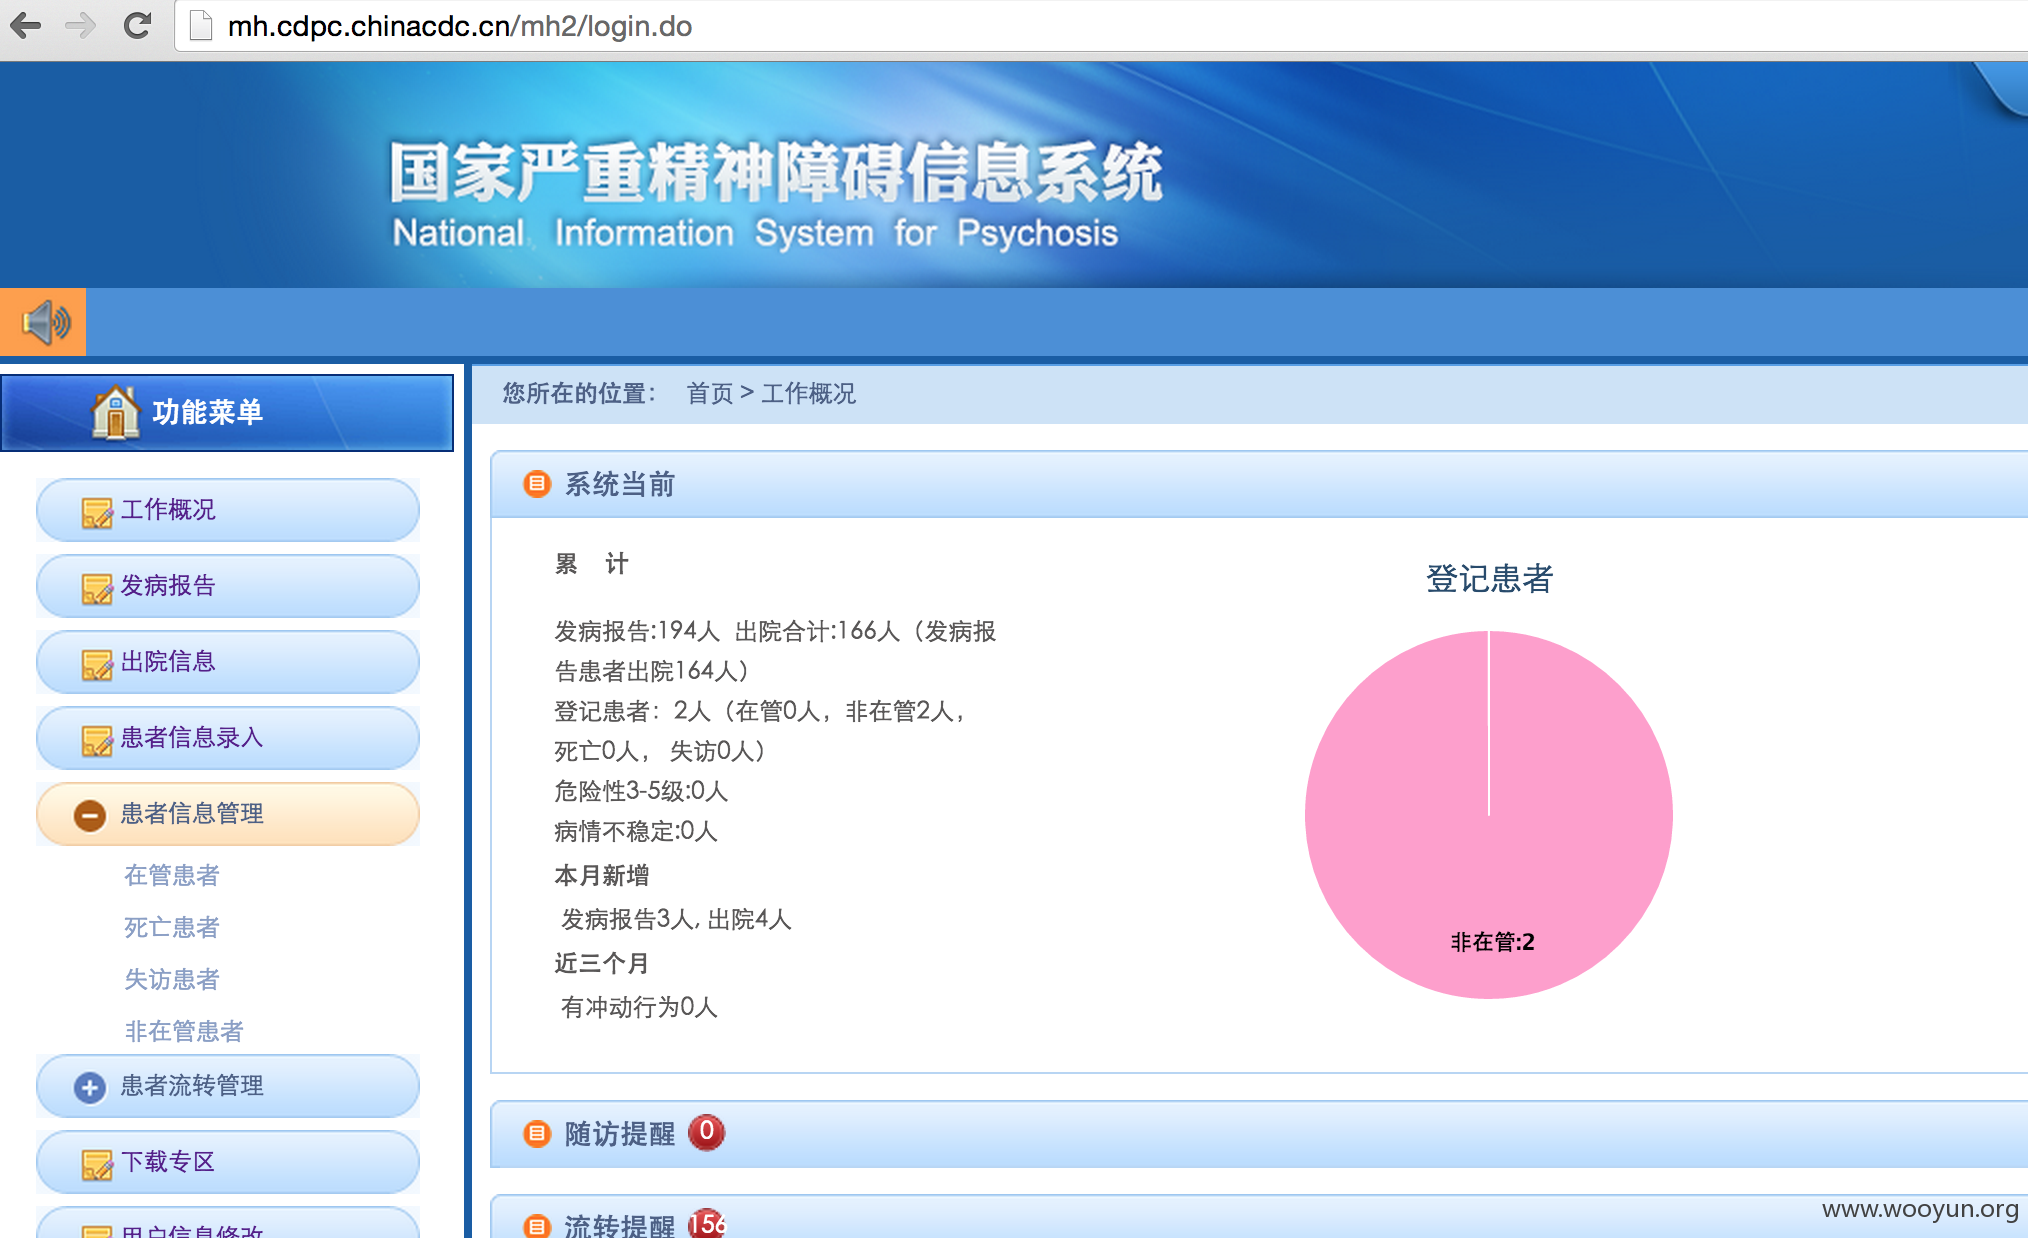 mh.cdpc.chinacdc.cn/mh2/login.do
国家严重精神障碍信息系统
National Information System for Psychosis
功能菜单
工作概况
发病报告
出院信息
患者信息录入
患者信息管理
在管患者
死亡患者
失访患者
非在管患者
患者流转管理
下载专区
用户信息修改
您所在的位置： 首页 > 工作概况
系统当前
累 计
发病报告:194人 出院合计:166人（发病报
告患者出院164人）
登记患者：2人（在管0人，非在管2人，
死亡0人， 失访0人）
危险性3-5级:0人
病情不稳定:0人
本月新增
发病报告3人, 出院4人
近三个月
有冲动行为0人
登记患者
非在管:2
随访提醒 0
流转提醒 156
www.wooyun.org